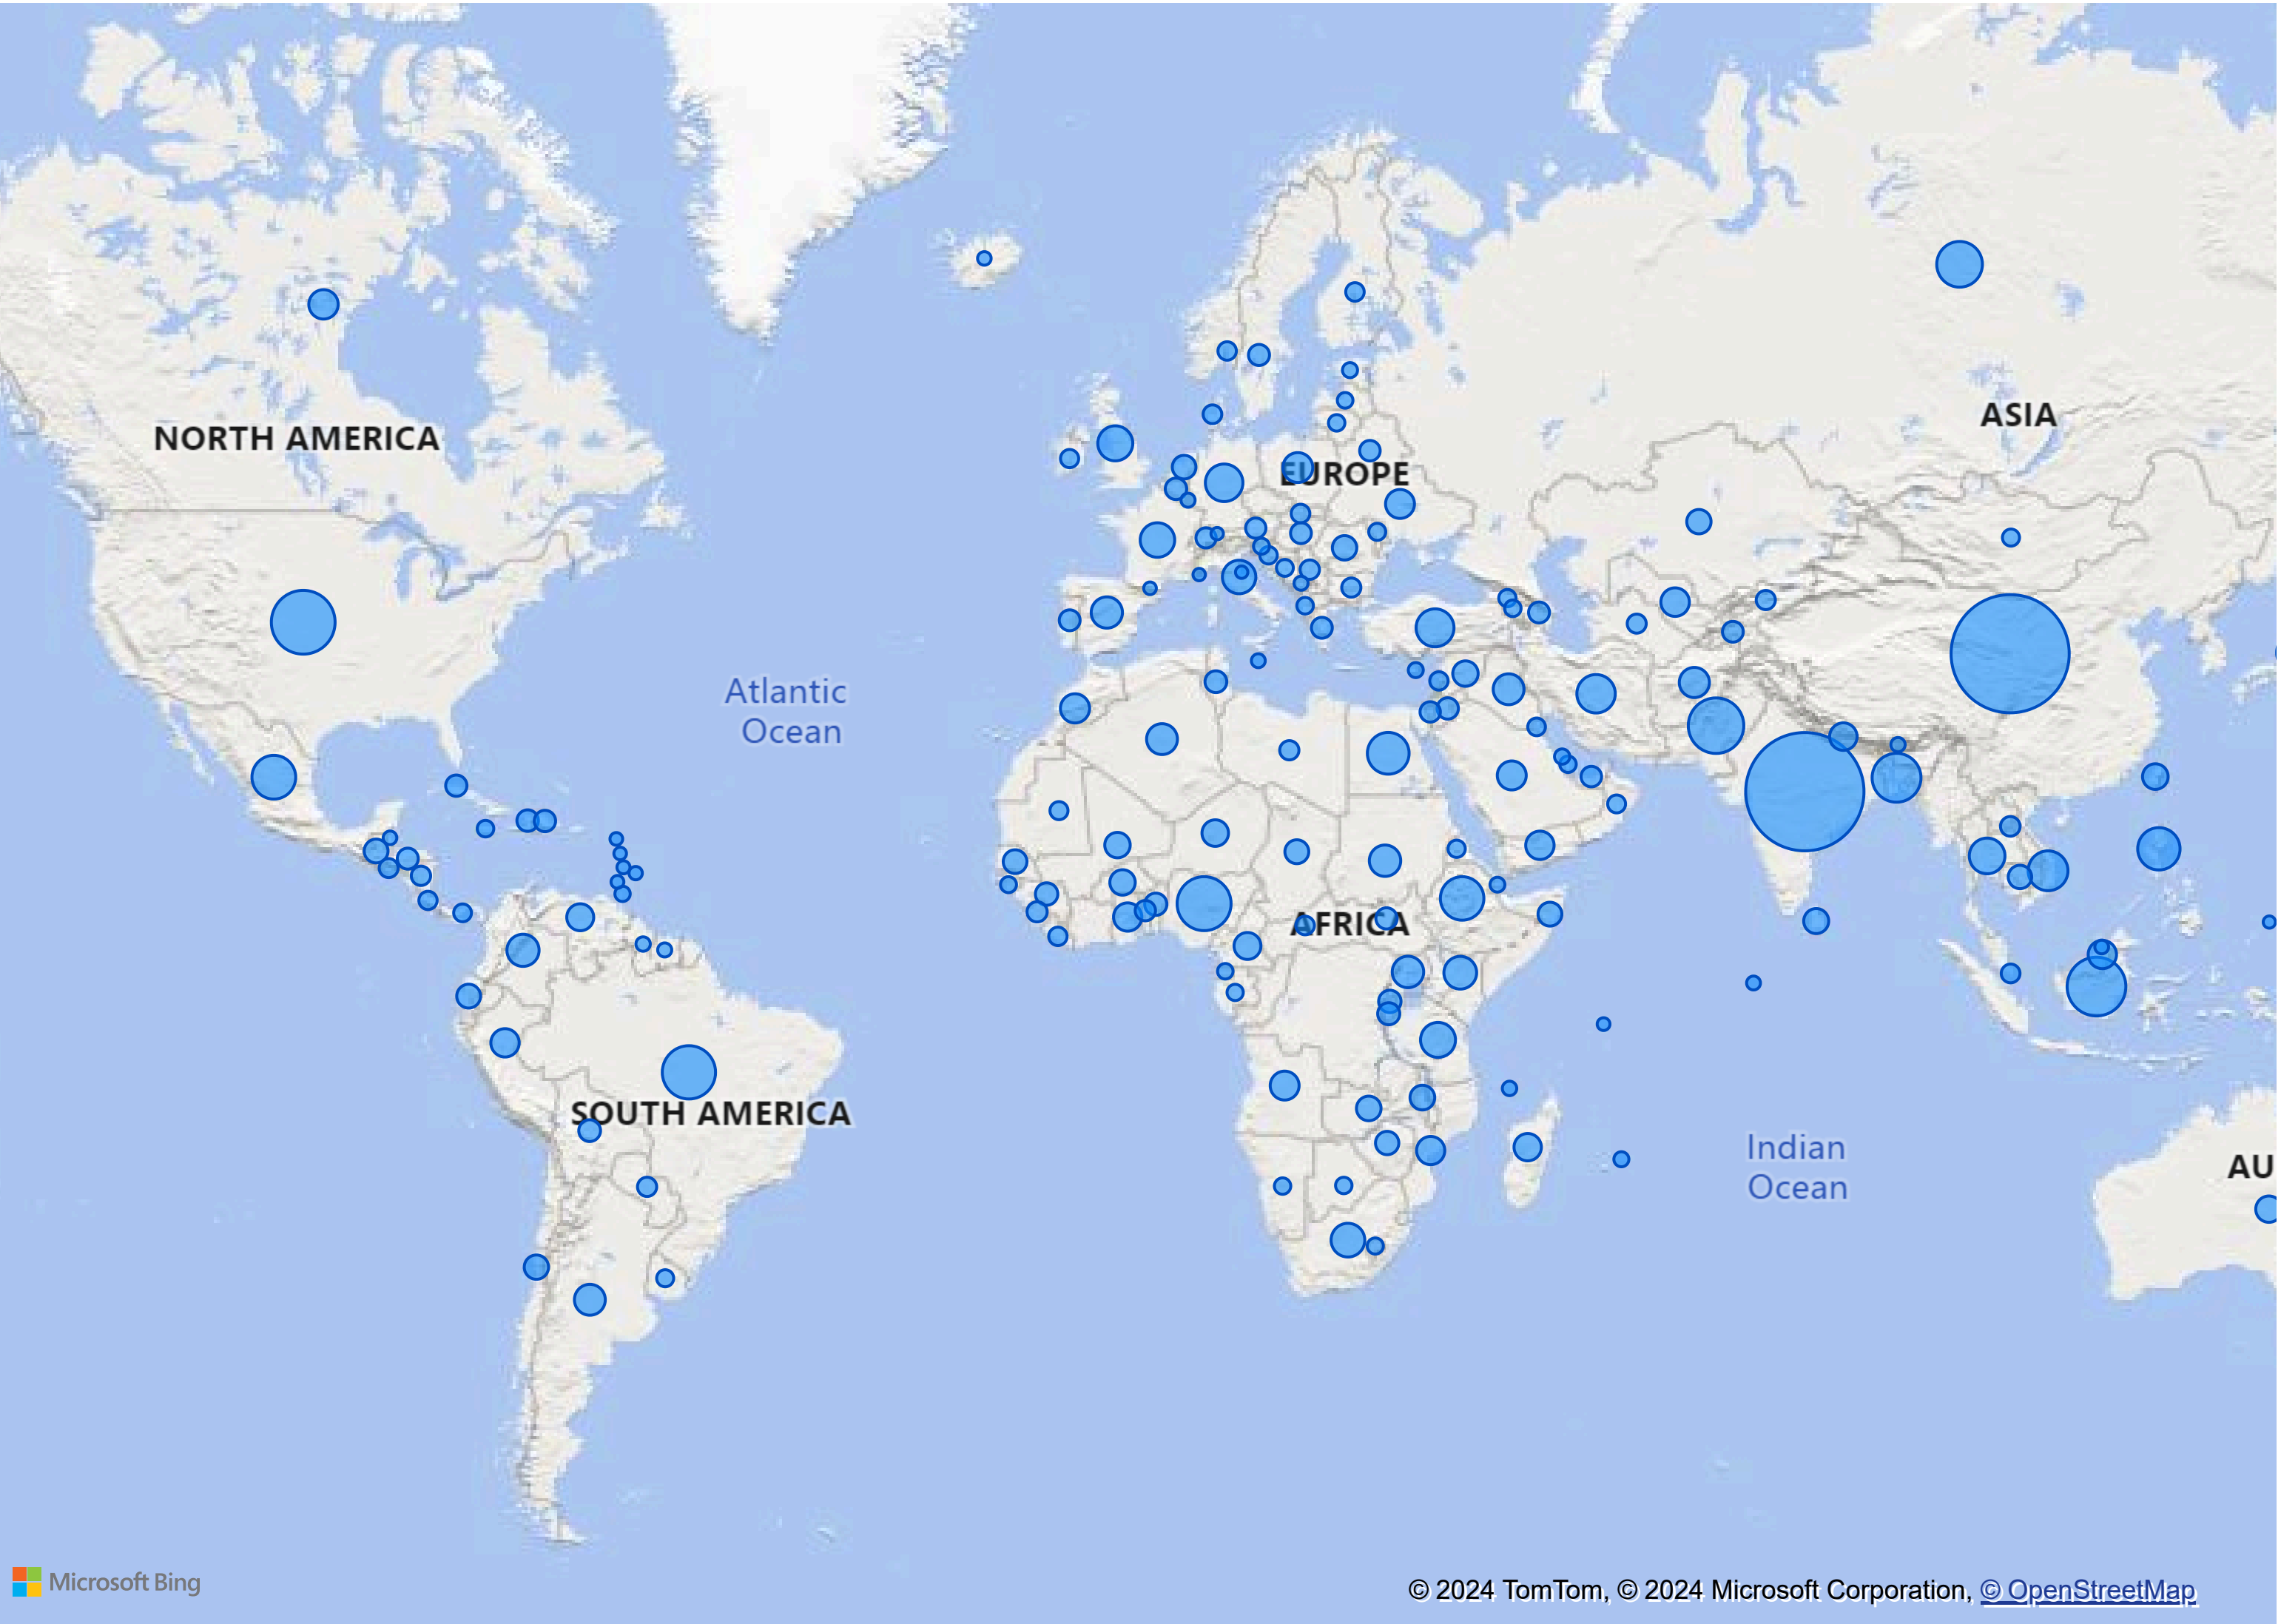 ASIA
NORTH AMERICA
EUROPE
Atlantic
Ocean
AFRICA
SOUTH AMERICA
Indian
Ocean
AU
Microsoft Bing
© 2024 TomTom, © 2024 Microsoft Corporation, © OpenStreetMap